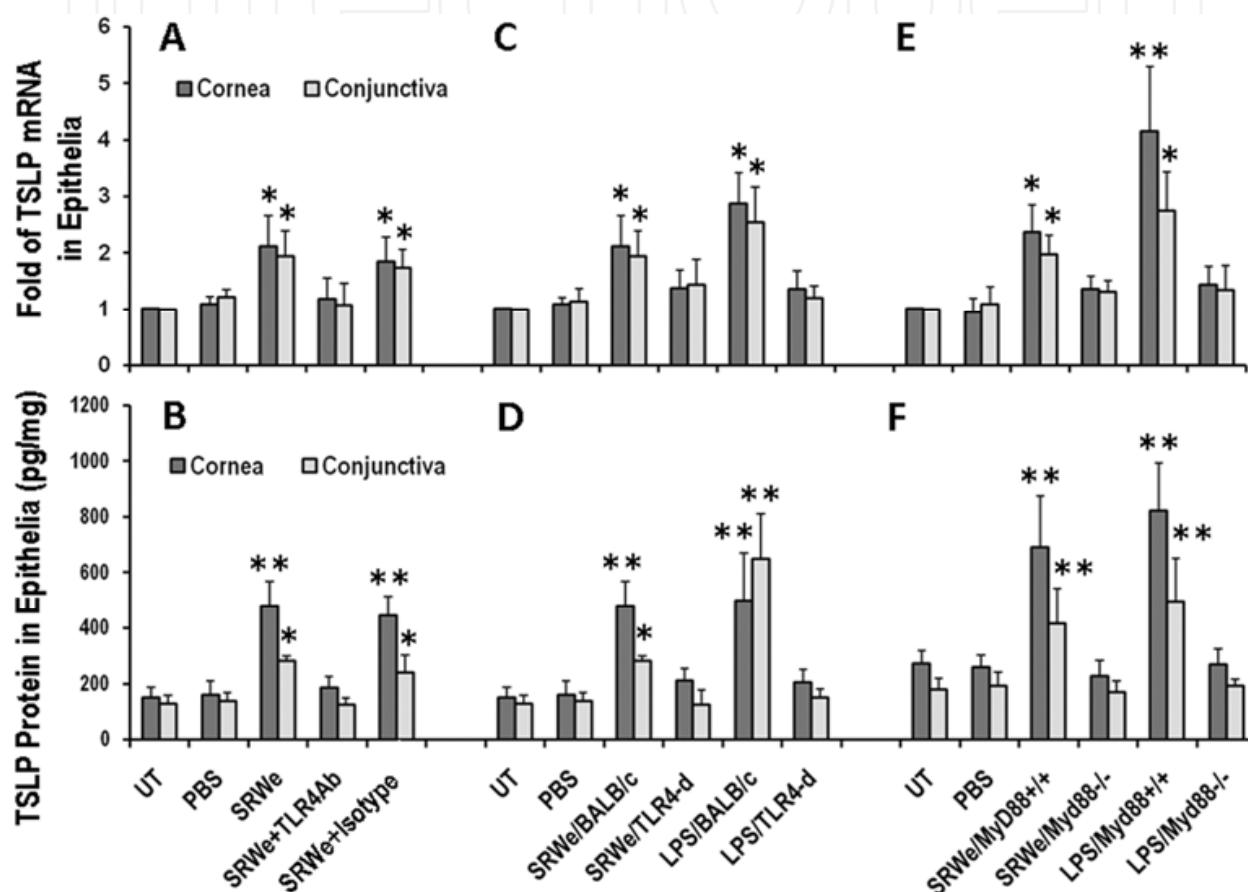 A
C
E
Cornea Conjunctiva
Fold of TSLP mRNA
in Epithelia
6
5
4
3
2
1
0
* * * *
* * * *
* * ** *
B
D
F
Cornea Conjunctiva
TSLP Protein in Epithelia (pg/mg)
1200
1000
800
600
400
200
0
** * ** *
** * ** **
** ** ** **
UT
PBS
SRWe
SRWe+TLR4Ab
SRWe+Isotype
UT
PBS
SRWe/BALB/c
SRWe/TLR4-d
LPS/BALB/c
LPS/TLR4-d
UT
PBS
SRWe/MyD88+/+
SRWe/Myd88-/-
LPS/Myd88+/+
LPS/Myd88-/-